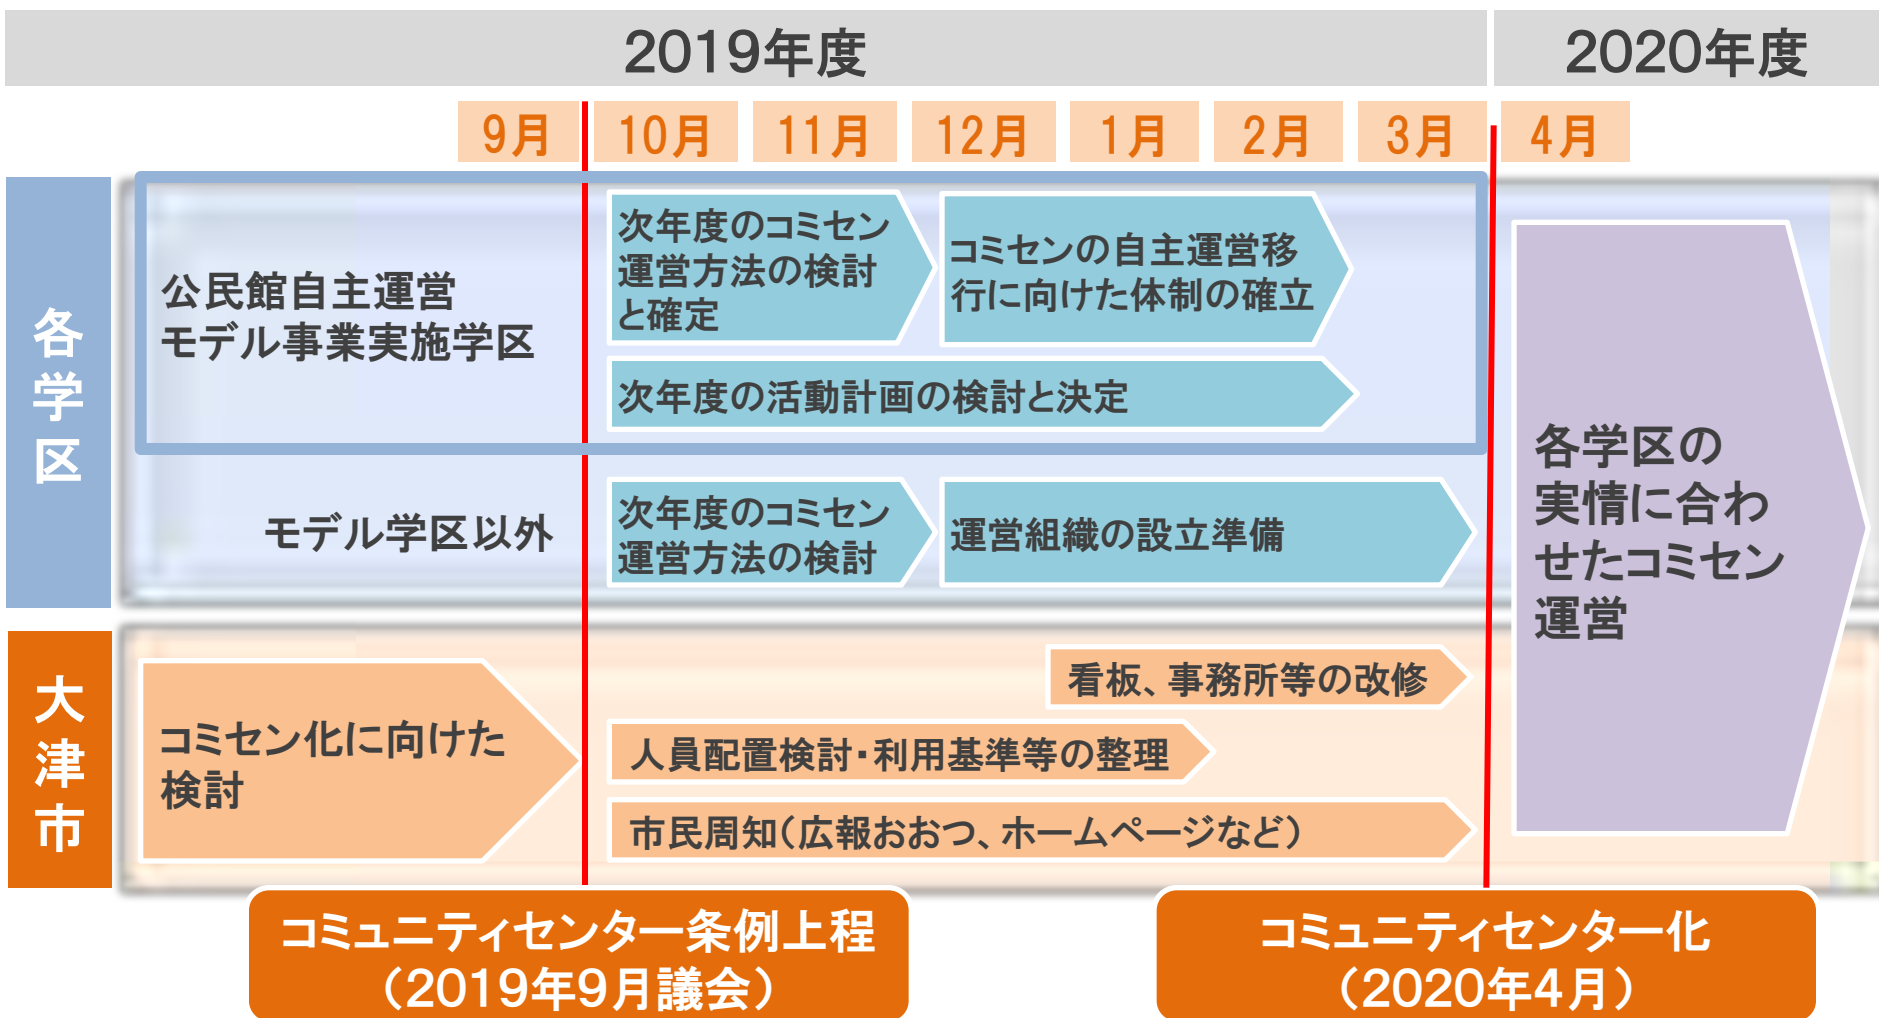 2019年度
2020年度
9月
10月
11月
12月
1月
2月
3月
4月
各学区
公民館自主運営
モデル事業実施学区
次年度のコミセン
運営方法の検討
と確定
コミセンの自主運営移
行に向けた体制の確立
次年度の活動計画の検討と決定
モデル学区以外
次年度のコミセン
運営方法の検討
運営組織の設立準備
各学区の
実情に合わ
せたコミセン
運営
大津市
コミセン化に向けた
検討
看板、事務所等の改修
人員配置検討・利用基準等の整理
市民周知（広報おおつ、ホームページなど）
コミュニティセンター条例上程
（2019年9月議会）
コミュニティセンター化
（2020年4月）